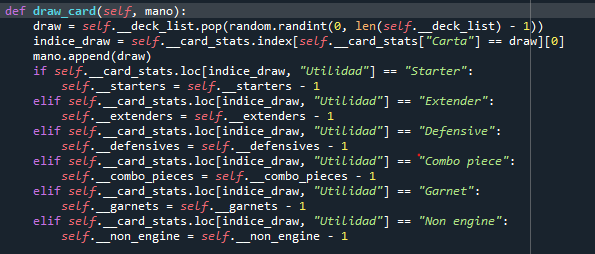 def draw_card(self, mano):
    draw = self.__deck_list.pop(random.randint(0, len(self.__deck_list) - 1))
    indice_draw = self.__card_stats.index[self.__card_stats["Carta"] == draw][0]
    mano.append(draw)
    if self.__card_stats.loc[indice_draw, "Utilidad"] == "Starter":
        self.__starters = self.__starters - 1
    elif self.__card_stats.loc[indice_draw, "Utilidad"] == "Extender":
        self.__extenders = self.__extenders - 1
    elif self.__card_stats.loc[indice_draw, "Utilidad"] == "Defensive":
        self.__defensives = self.__defensives - 1
    elif self.__card_stats.loc[indice_draw, "Utilidad"] == "Combo piece":
        self.__combo_pieces = self.__combo_pieces - 1
    elif self.__card_stats.loc[indice_draw, "Utilidad"] == "Garnet":
        self.__garnets = self.__garnets - 1
    elif self.__card_stats.loc[indice_draw, "Utilidad"] == "Non engine":
        self.__non_engine = self.__non_engine - 1